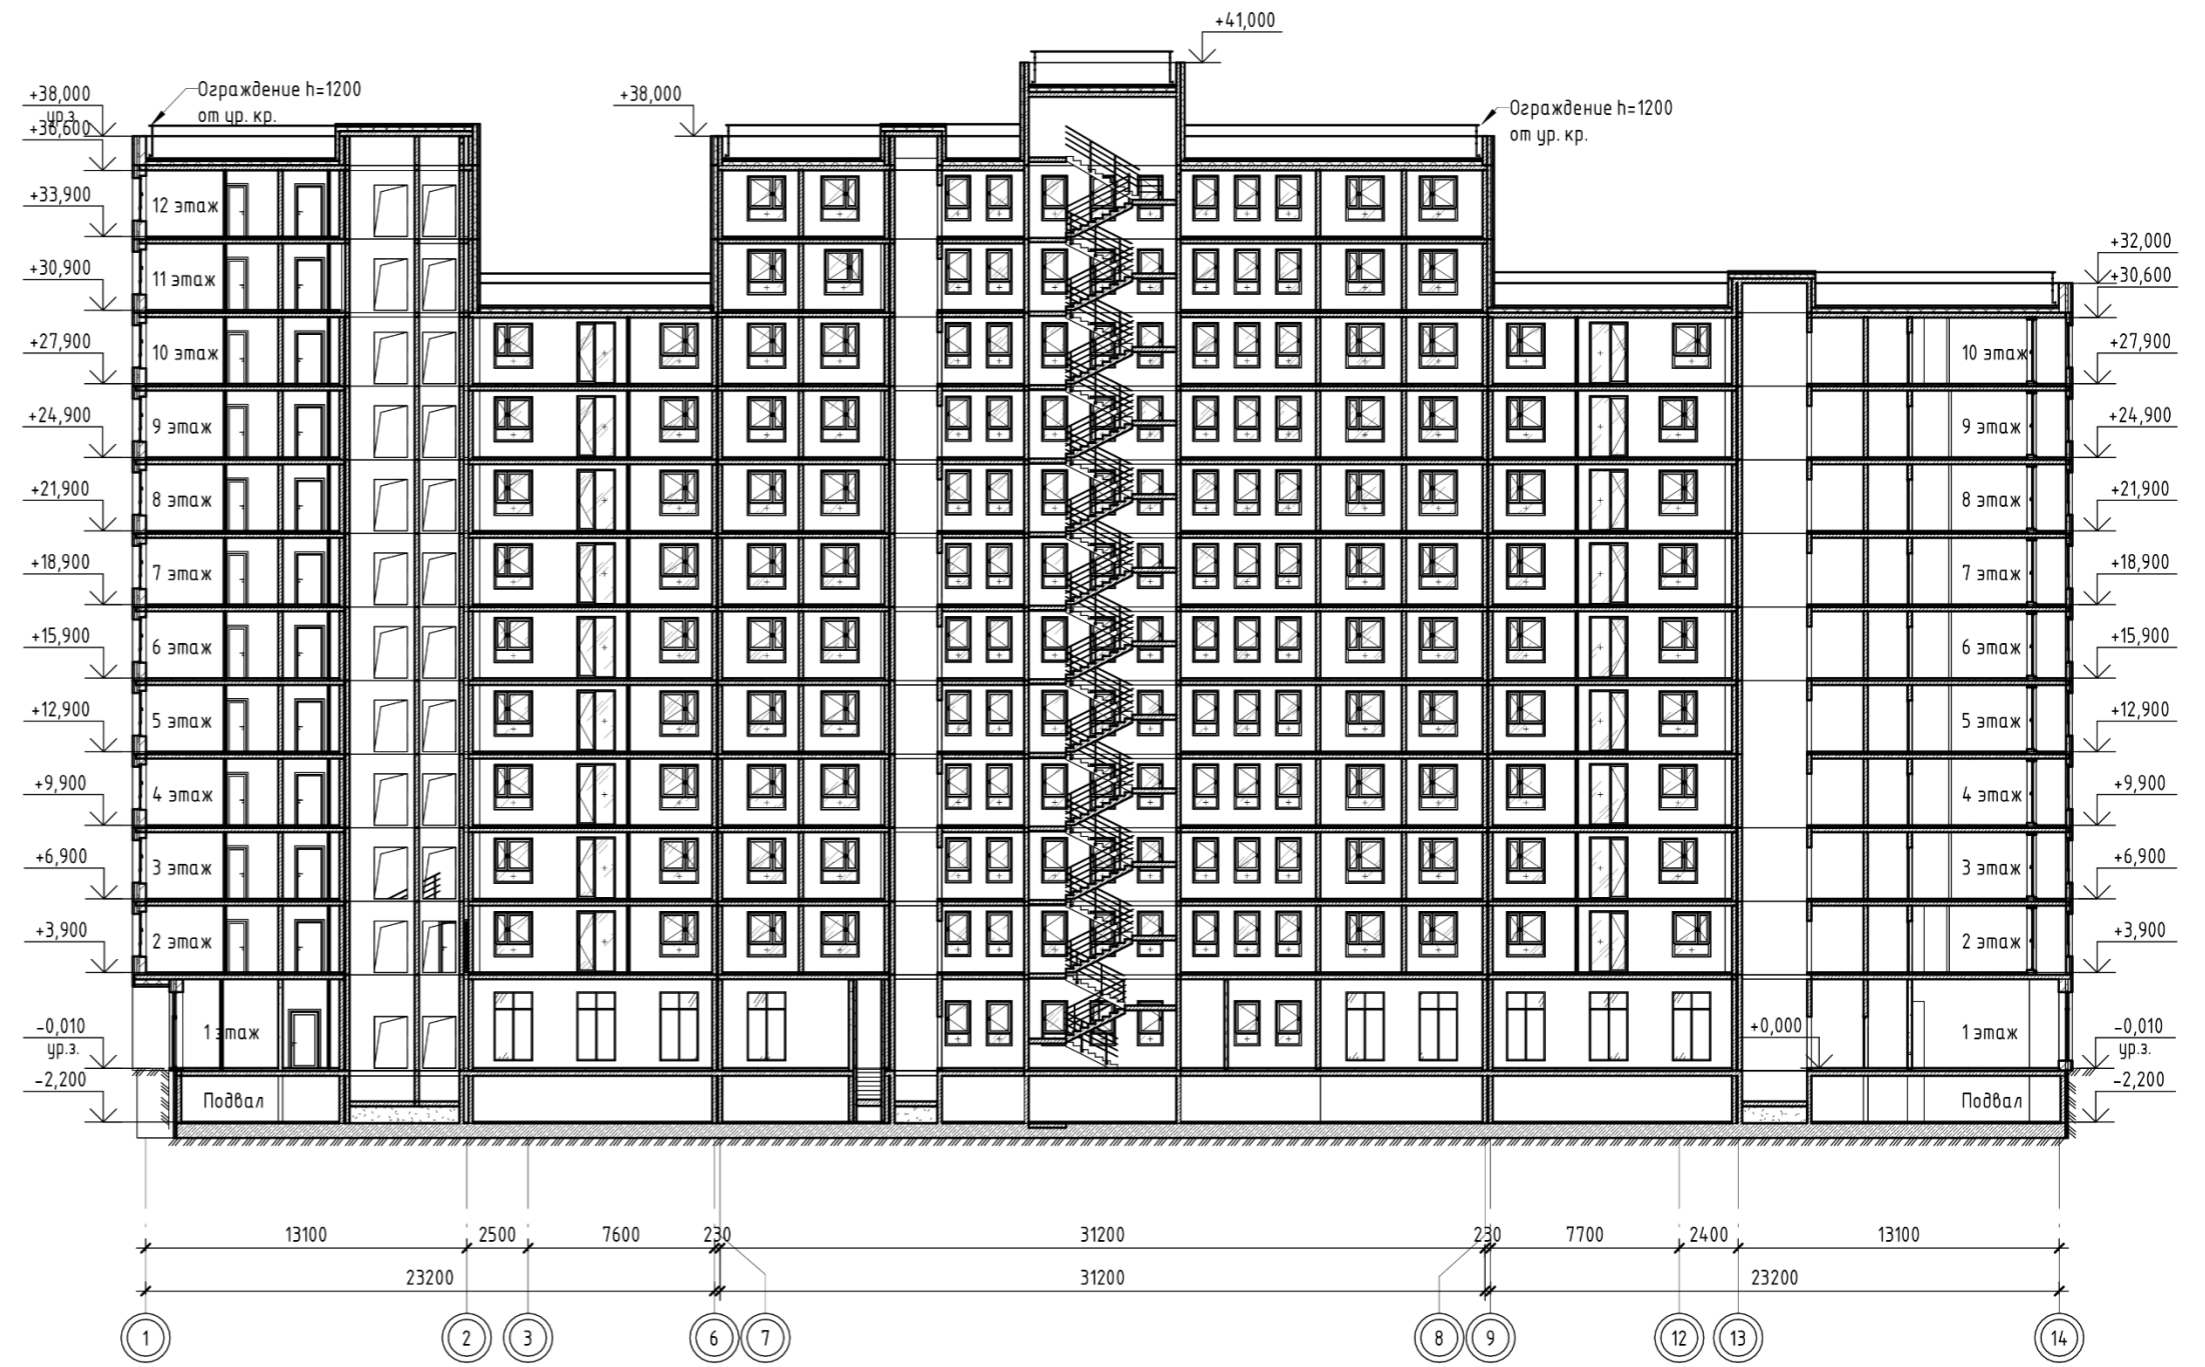 +41,000
+38,000
ур.з.
+36,600
Ограждение h=1200
от ур. кр.
+38,000
Ограждение h=1200
от ур. кр.
+33,900
12 этаж
+32,000
+30,900
11 этаж
+30,600
+27,900
10 этаж
10 этаж
+27,900
+24,900
9 этаж
9 этаж
+24,900
+21,900
8 этаж
8 этаж
+21,900
+18,900
7 этаж
7 этаж
+18,900
+15,900
6 этаж
6 этаж
+15,900
+12,900
5 этаж
5 этаж
+12,900
+9,900
4 этаж
4 этаж
+9,900
+6,900
3 этаж
3 этаж
+6,900
+3,900
2 этаж
2 этаж
+3,900
-0,010
ур.з.
1 этаж
+0,000
1 этаж
-0,010
ур.з.
-2,200
Подвал
Подвал
-2,200
13100 2500 7600 230 31200 230 7700 2400 13100
23200 31200 23200
1 2 3 6 7 8 9 12 13 14